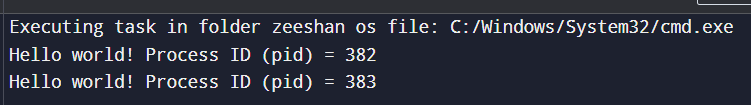 Executing task in folder zeeshan os file: C:/Windows/System32/cmd.exe
Hello world! Process ID (pid) = 382
Hello world! Process ID (pid) = 383